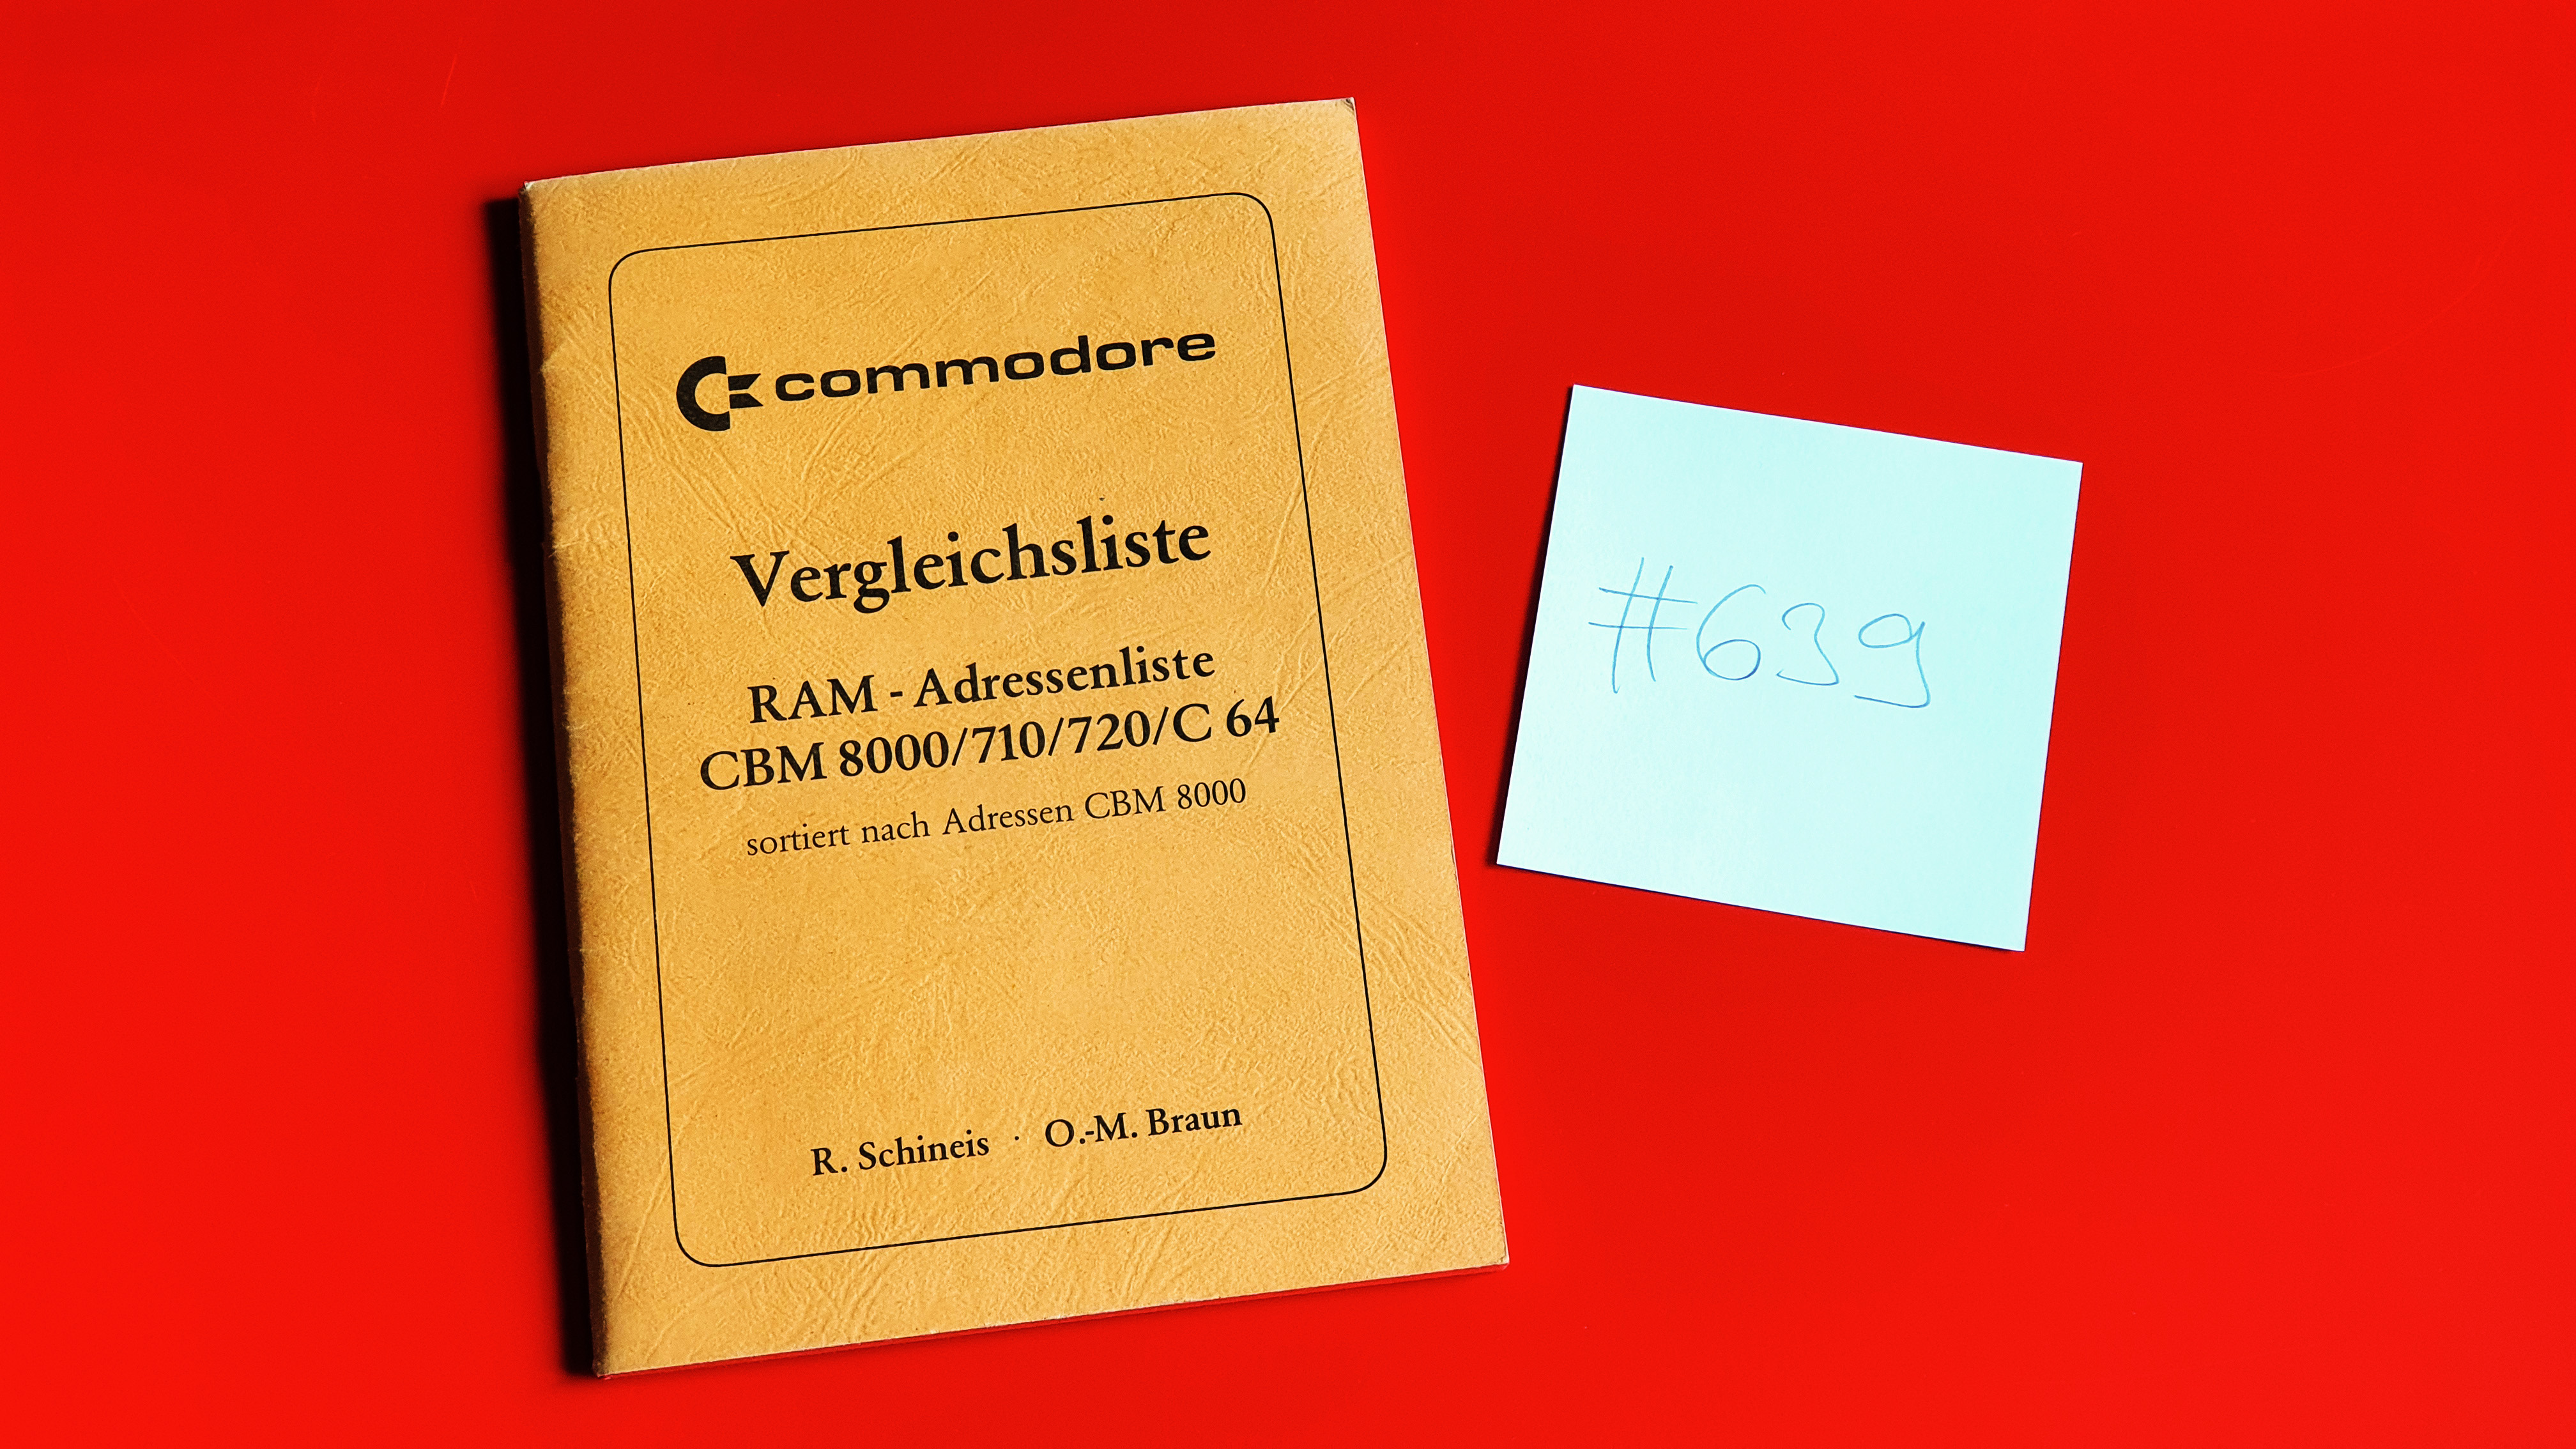 commodore
Vergleichsliste
RAM - Adressenliste
CBM 8000/710/720/C 64
sortiert nach Adressen CBM 8000
R. Schineis · O.-M. Braun
#639